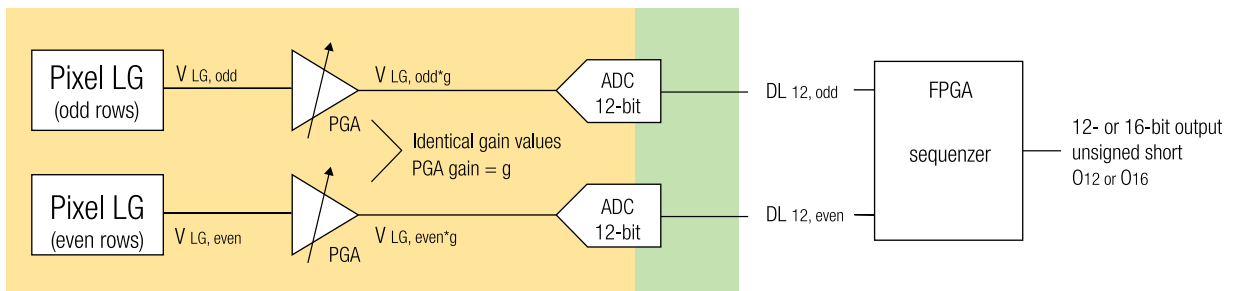 Pixel LG
(odd rows)
V LG, odd
PGA
V LG, odd*g
ADC
12-bit
DL 12, odd
Identical gain values
PGA gain = g
Pixel LG
(even rows)
V LG, even
PGA
V LG, even*g
ADC
12-bit
DL 12, even
FPGA
sequenzer
12- or 16-bit output
unsigned short
O12 or O16